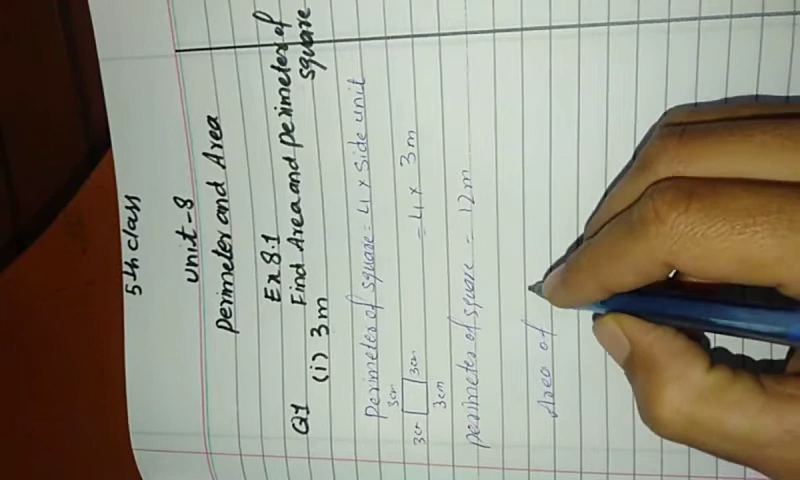 5th class
Unit-8
Perimeter and Area
Ex 8.1
Q1 Find Area and Perimeter of square
(i) 3m
Perimeter of square = 4 x side unit
3cm
3cm 3cm = 4 x 3m
3cm
perimeter of square = 12m
Area of